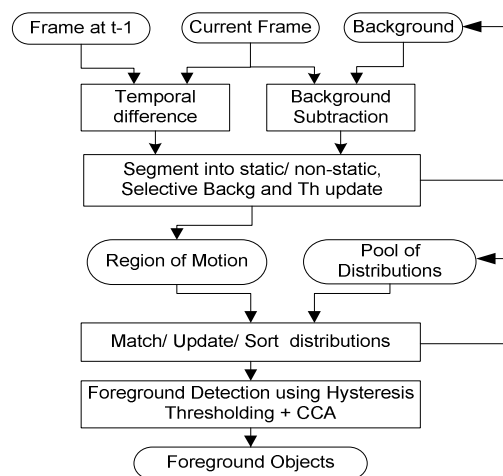 Frame at t-1
Current Frame
Background
Temporal
difference
Background
Subtraction
Segment into static/ non-static,
Selective Backg and Th update
Region of Motion
Pool of
Distributions
Match/ Update/ Sort distributions
Foreground Detection using Hysteresis
Thresholding + CCA
Foreground Objects